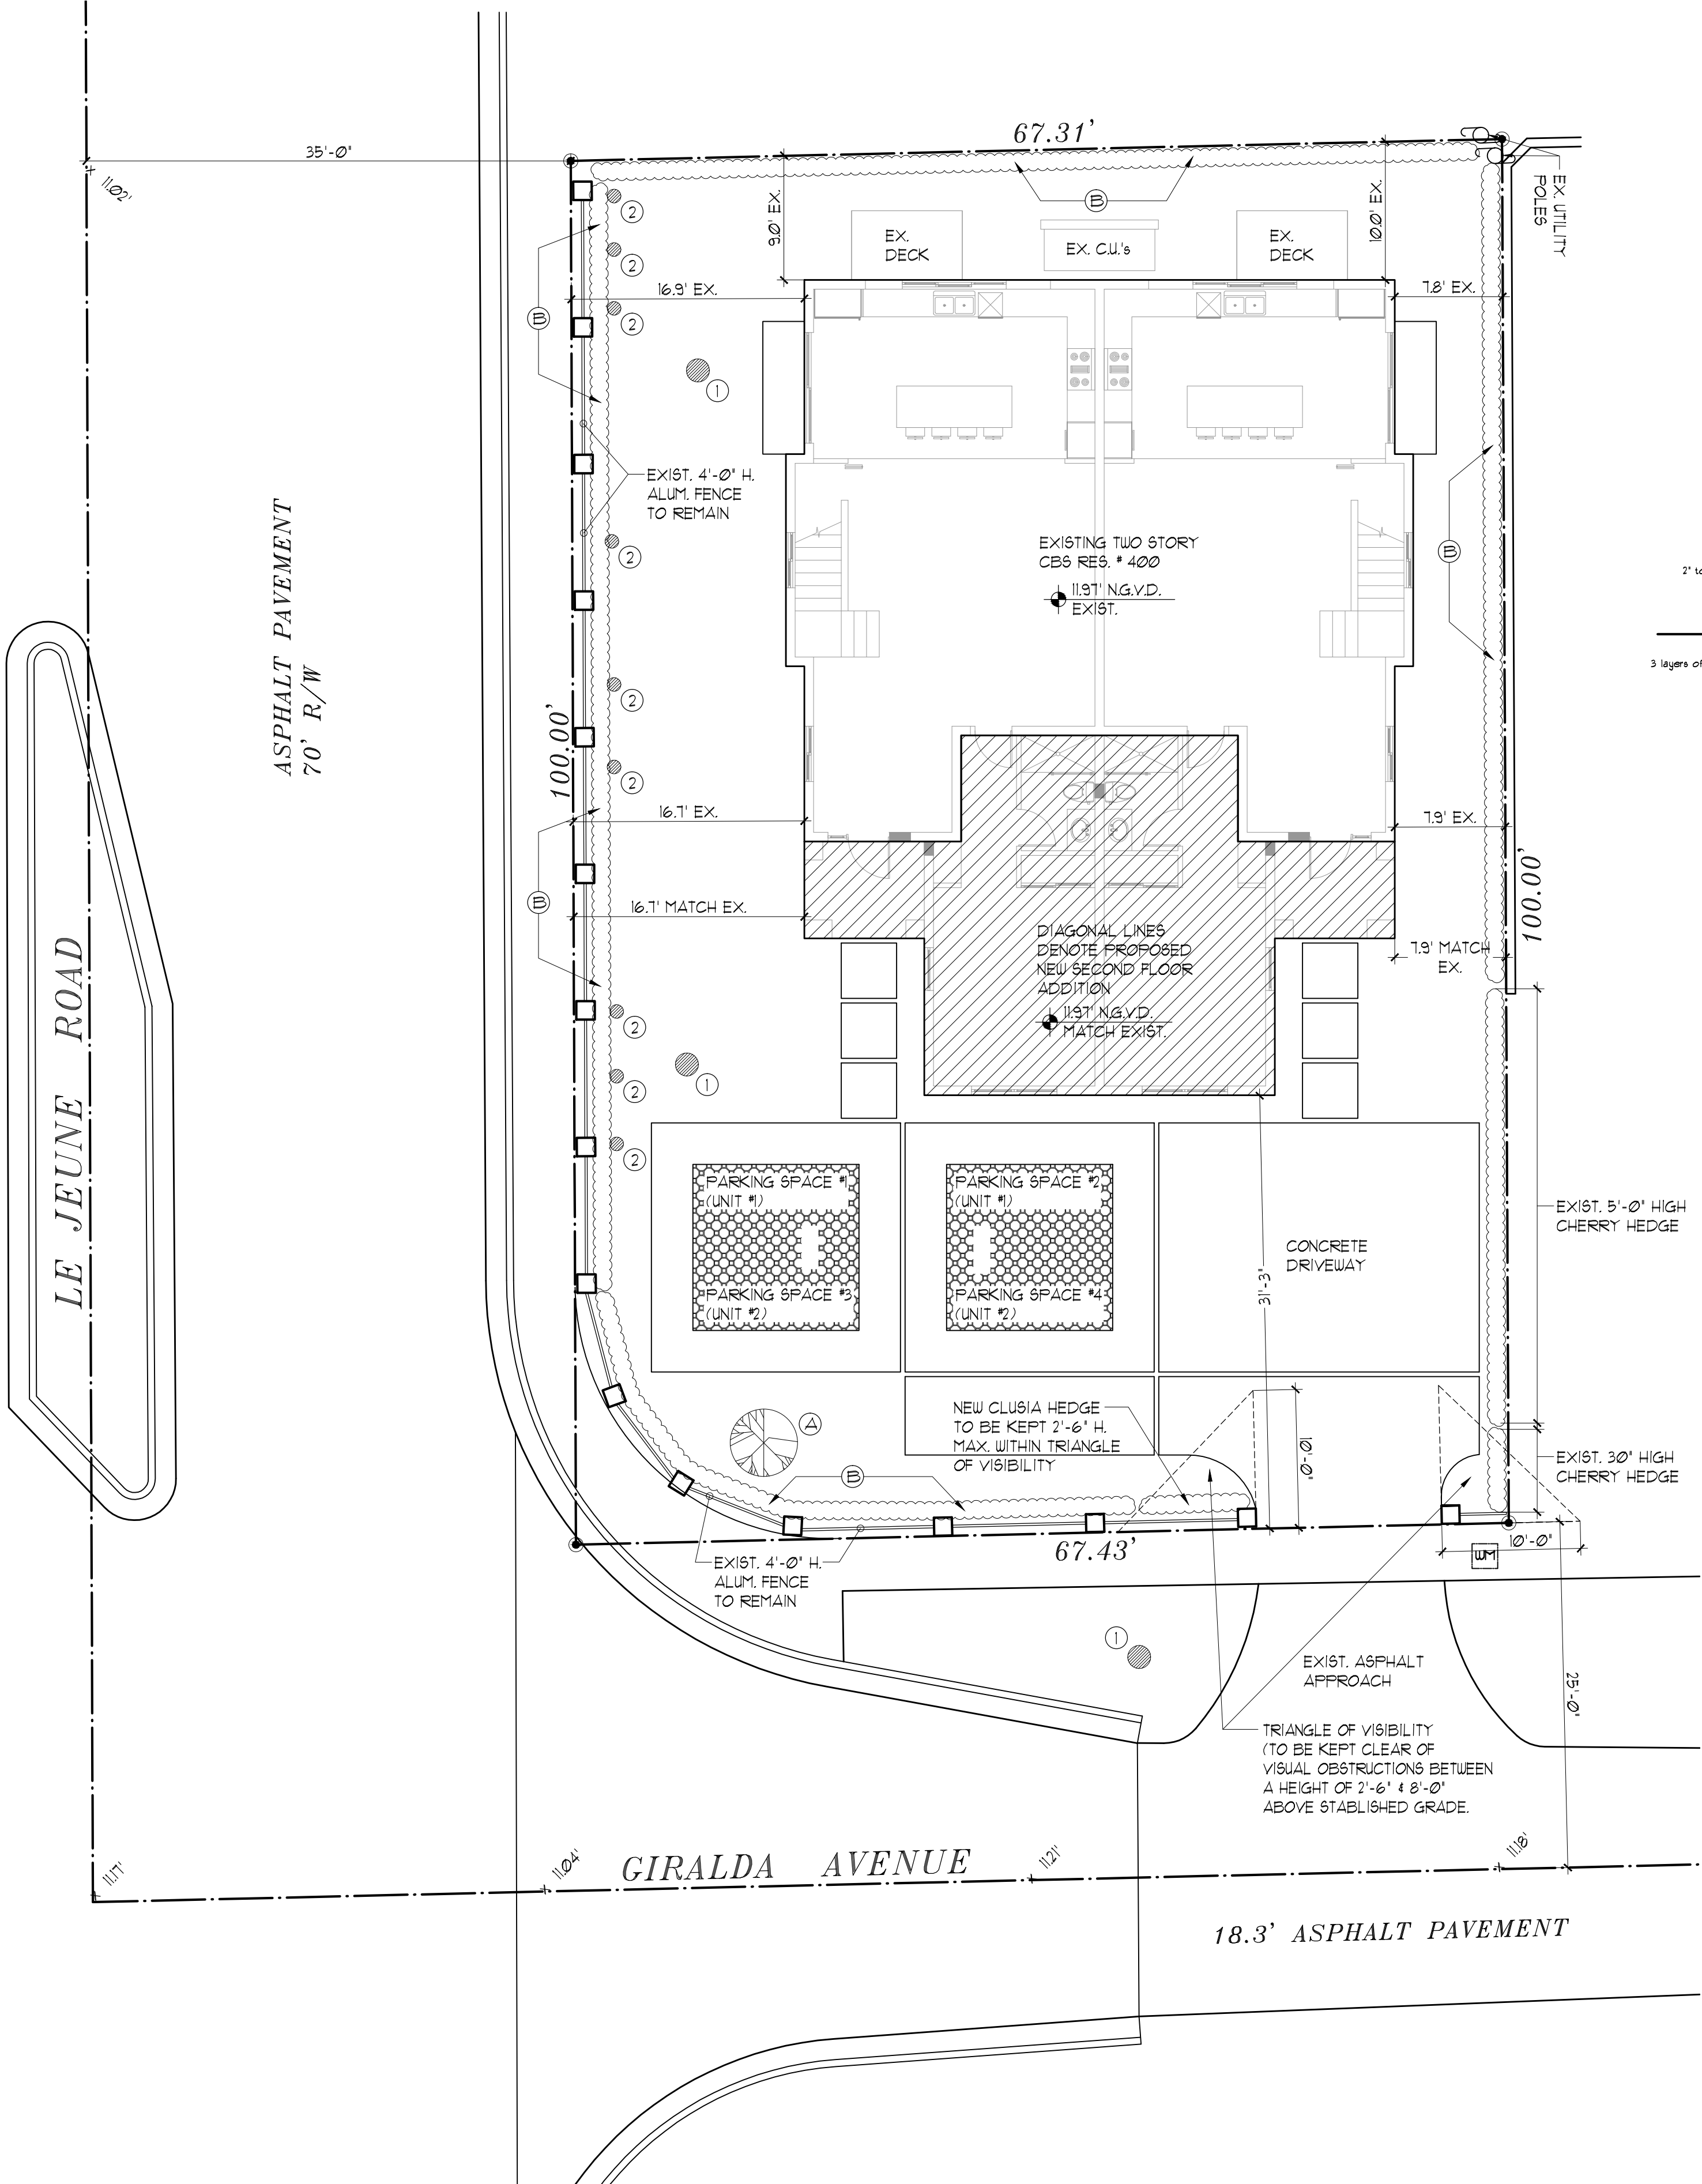 67.31'
35'-0"
11.02'
9.0' EX.
10.0' EX.
EX. UTILITY
POLES
B
2
2
2
EX.
DECK
EX. C.U.'s
EX.
DECK
16.9' EX.
7.8' EX.
B
1
EXIST. 4'-0" H.
ALUM. FENCE
TO REMAIN
2
EXISTING TWO STORY
CBS RES. # 400
11.97' N.G.V.D.
EXIST.
B
3 layers of
ASPHALT PAVEMENT
70' R/W
2
2
100.00'
16.7' EX.
7.9' EX.
100.00'
B
16.7' MATCH EX.
7.9' MATCH
EX.
DIAGONAL LINES
DENOTE PROPOSED
NEW SECOND FLOOR
ADDITION
11.97' N.G.V.D.
MATCH EXIST.
2
1
2
2
LE JEUNE ROAD
PARKING SPACE #1
(UNIT #1)
PARKING SPACE #2
(UNIT #1)
PARKING SPACE #3
(UNIT #2)
PARKING SPACE #4
(UNIT #2)
CONCRETE
DRIVEWAY
31'-3"
EXIST. 5'-0" HIGH
CHERRY HEDGE
A
NEW CLUSIA HEDGE
TO BE KEPT 2'-6" H.
MAX. WITHIN TRIANGLE
OF VISIBILITY
10'-0"
EXIST. 30" HIGH
CHERRY HEDGE
B
67.43'
WM
10'-0"
EXIST. 4'-0" H.
ALUM. FENCE
TO REMAIN
1
EXIST. ASPHALT
APPROACH
25'-0"
TRIANGLE OF VISIBILITY
(TO BE KEPT CLEAR OF
VISUAL OBSTRUCTIONS BETWEEN
A HEIGHT OF 2'-6" & 8'-0"
ABOVE STABLISHED GRADE.
11.17'
11.04'
GIRALDA AVENUE
11.21'
11.18'
18.3' ASPHALT PAVEMENT